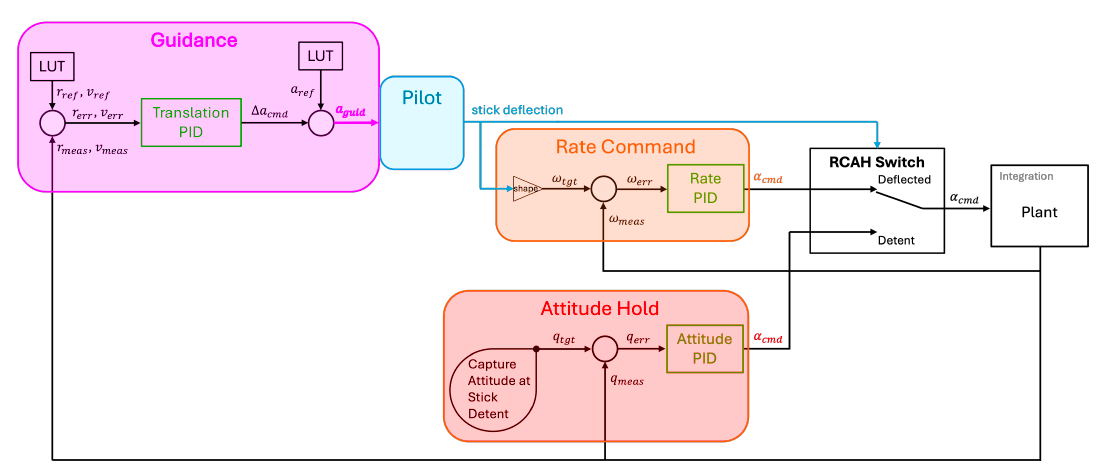 Guidance
LUT
r_ref, v_ref
r_err, v_err
r_meas, v_meas
Translation
PID
Δa_cmd
LUT
a_ref
a_guid
Pilot
stick deflection
Rate Command
shape
ω_tgt
ω_err
ω_meas
Rate
PID
α_cmd
RCAH Switch
Deflected
Detent
α_cmd
Integration
Plant
Attitude Hold
Capture
Attitude at
Stick
Detent
q_tgt
q_err
q_meas
Attitude
PID
α_cmd